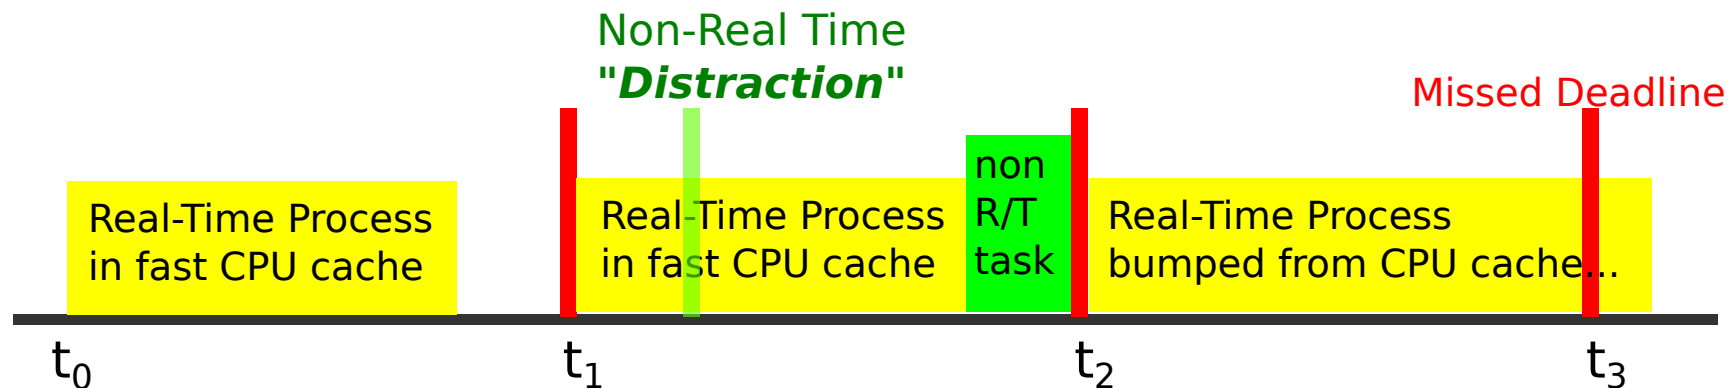 Non-Real Time
"Distraction"
Missed Deadline
Real-Time Process
in fast CPU cache
Real-Time Process
in fast CPU cache
non
R/T
task
Real-Time Process
bumped from CPU cache...
t₀
t₁
t₂
t₃